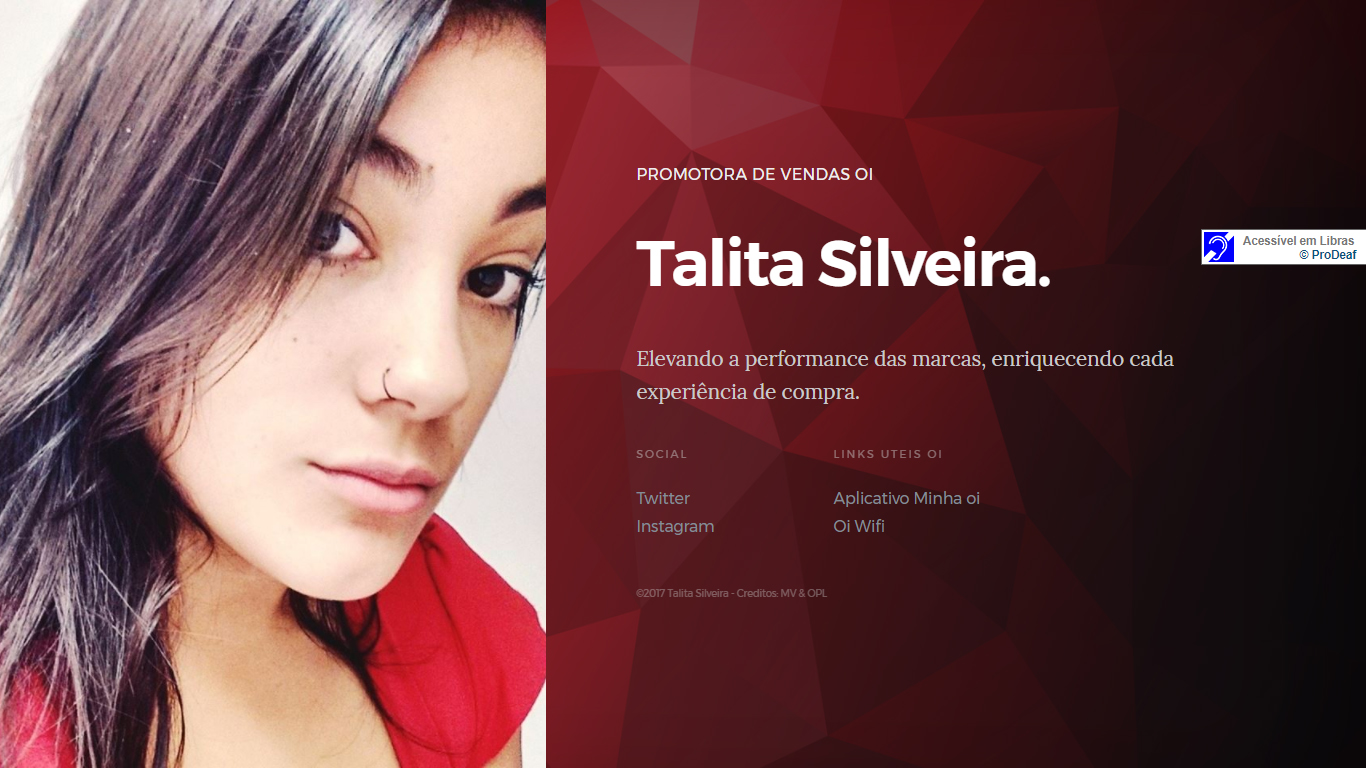 PROMOTORA DE VENDAS OI
Talita Silveira.
Acessível em Libras
© ProDeaf
Elevando a performance das marcas, enriquecendo cada
experiência de compra.
SOCIAL
LINKS UTEIS OI
Twitter
Aplicativo Minha oi
Instagram
Oi Wifi
©2017 Talita Silveira - Creditos: MV & OPL